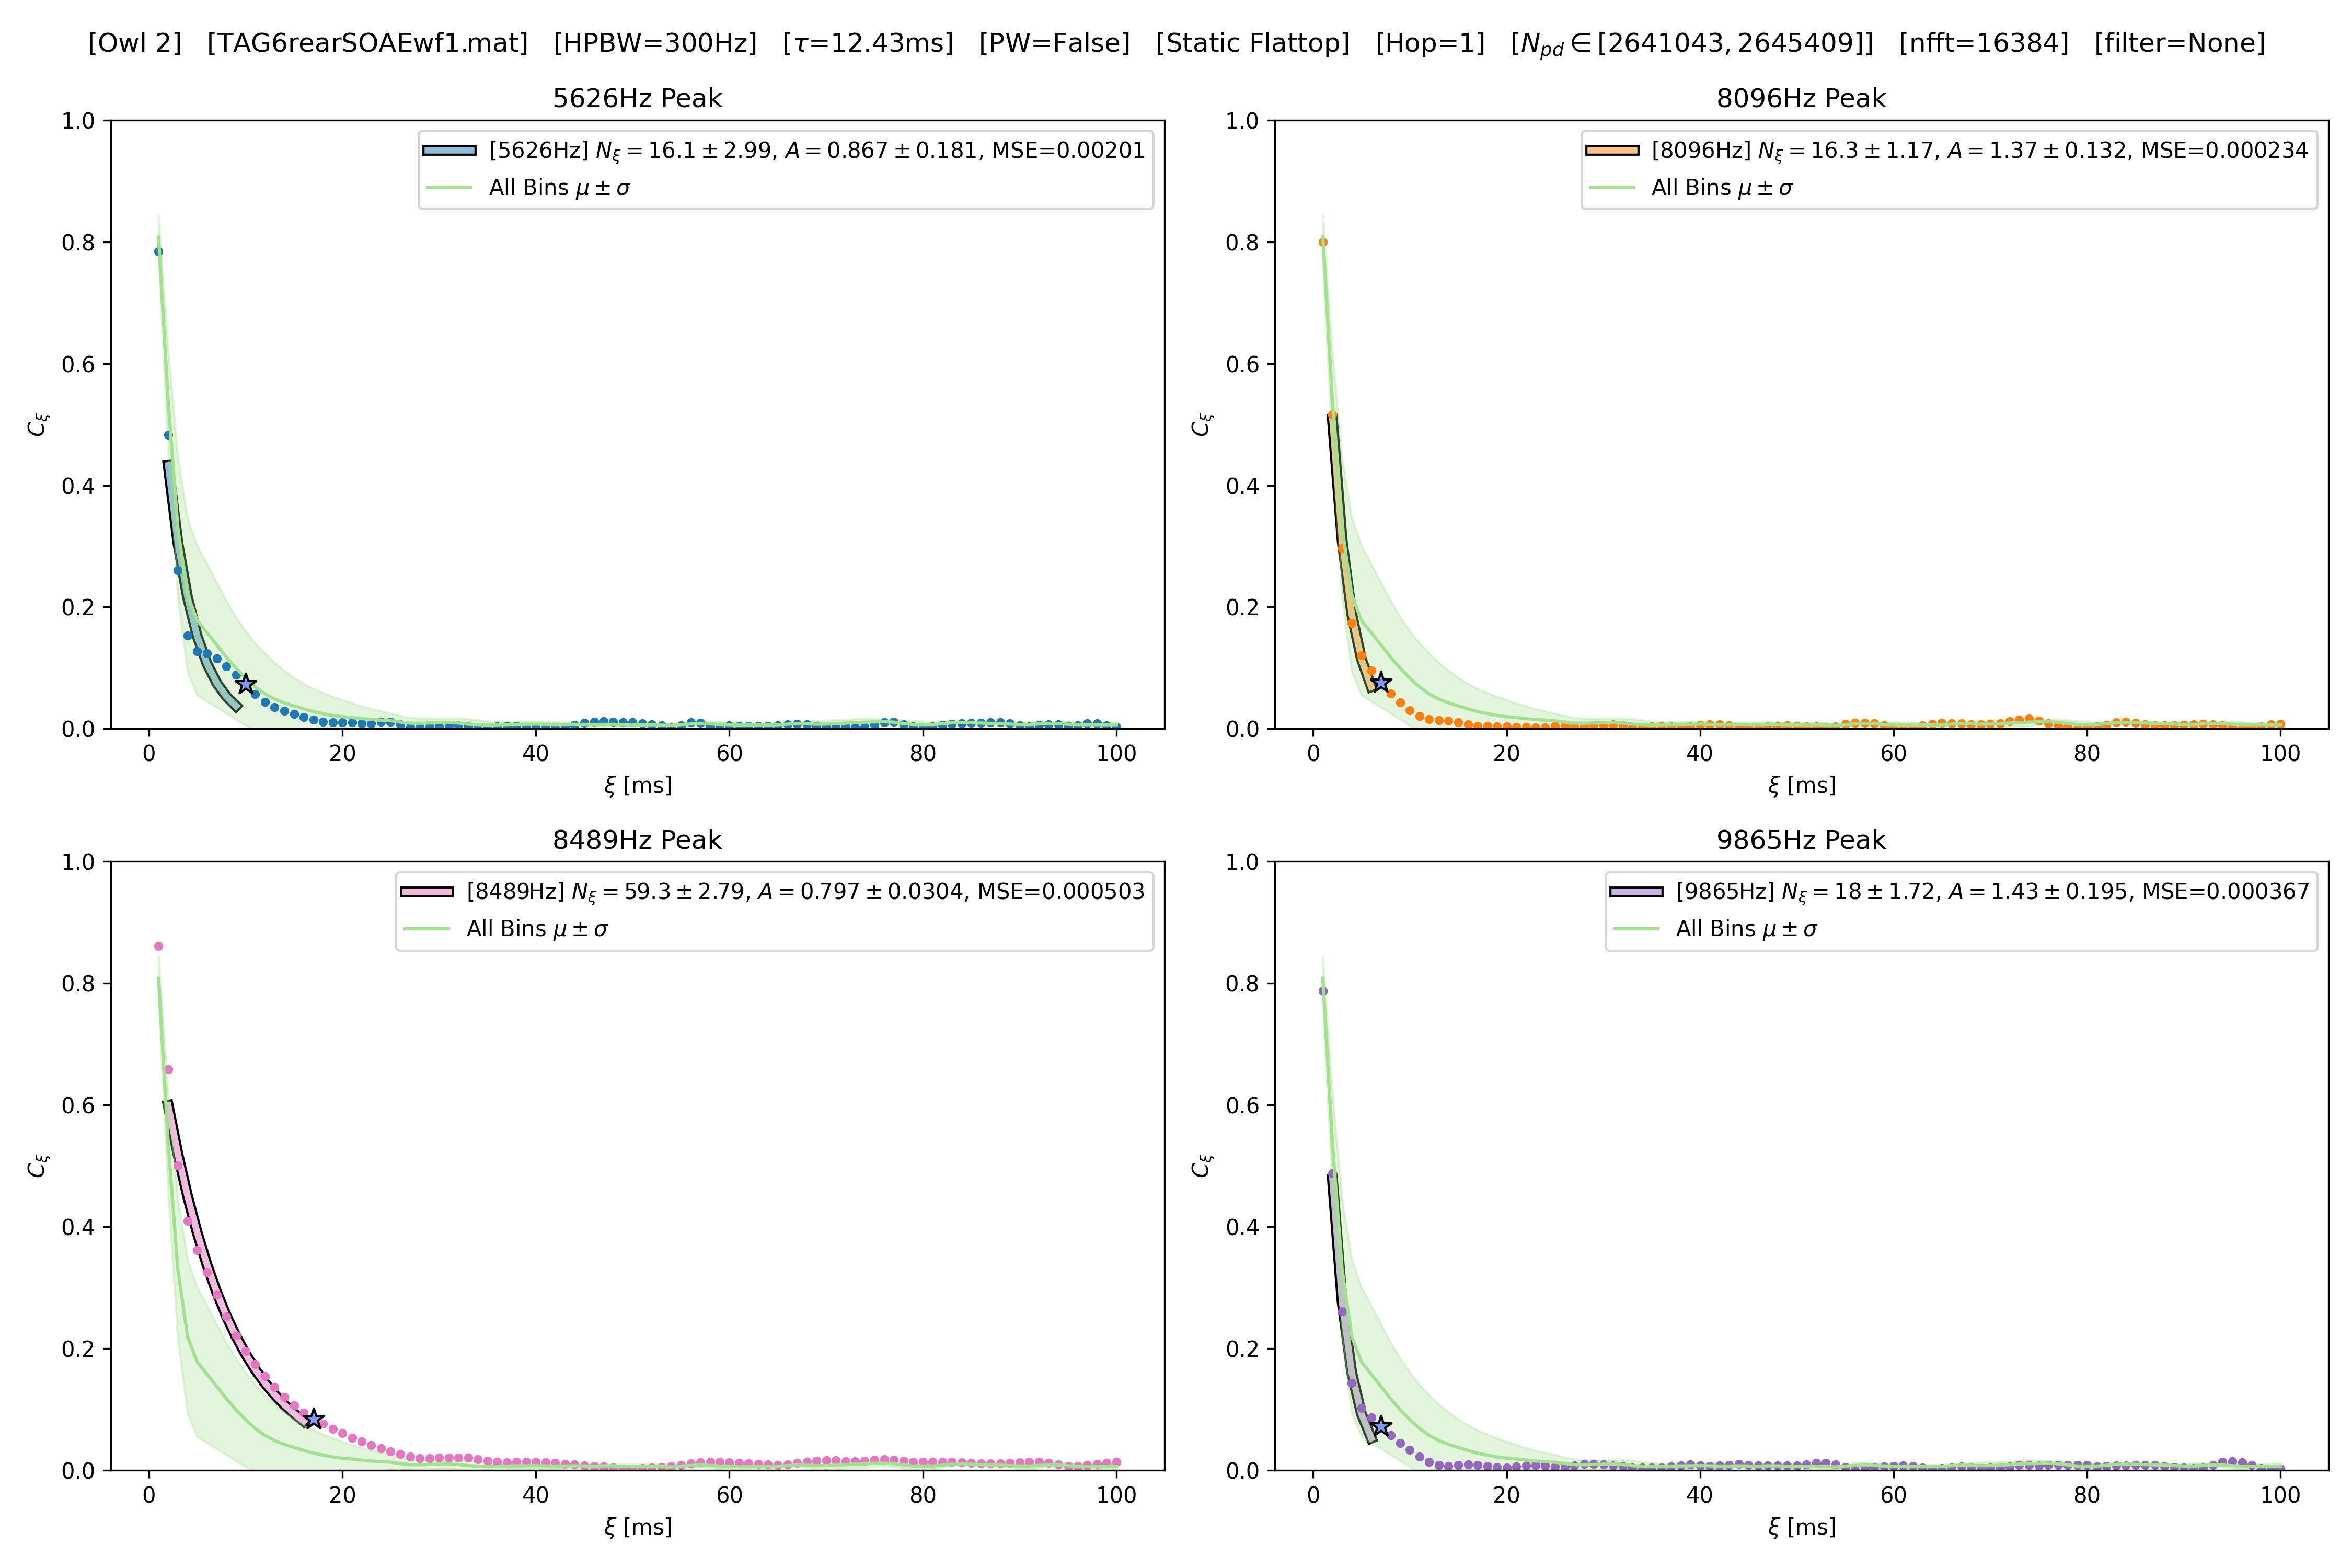 [Owl 2] [TAG6rearSOAEwf1.mat] [HPBW=300Hz] [τ=12.43ms] [PW=False] [Static Flattop] [Hop=1] [N_pd ∈ [2641043, 2645409]] [nfft=16384] [filter=None]
5626Hz Peak
[5626Hz] N_ξ = 16.1 ± 2.99, A = 0.867 ± 0.181, MSE=0.00201
All Bins μ ± σ
1.0
0.8
0.6
0.4
0.2
0.0
C_ξ
0 20 40 60 80 100
ξ [ms]
8096Hz Peak
[8096Hz] N_ξ = 16.3 ± 1.17, A = 1.37 ± 0.132, MSE=0.000234
All Bins μ ± σ
1.0
0.8
0.6
0.4
0.2
0.0
C_ξ
0 20 40 60 80 100
ξ [ms]
8489Hz Peak
[8489Hz] N_ξ = 59.3 ± 2.79, A = 0.797 ± 0.0304, MSE=0.000503
All Bins μ ± σ
1.0
0.8
0.6
0.4
0.2
0.0
C_ξ
0 20 40 60 80 100
ξ [ms]
9865Hz Peak
[9865Hz] N_ξ = 18 ± 1.72, A = 1.43 ± 0.195, MSE=0.000367
All Bins μ ± σ
1.0
0.8
0.6
0.4
0.2
0.0
C_ξ
0 20 40 60 80 100
ξ [ms]